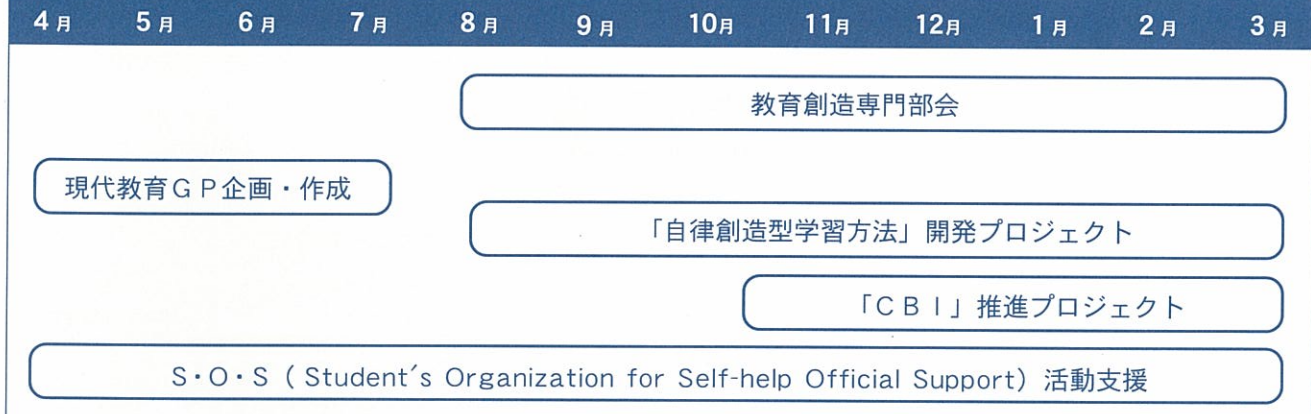 4月 5月 6月 7月 8月 9月 10月 11月 12月 1月 2月 3月
教育創造専門部会
現代教育ＧＰ企画・作成
「自律創造型学習方法」開発プロジェクト
「ＣＢＩ」推進プロジェクト
S・O・S ( Student´s Organization for Self-help Official Support) 活動支援